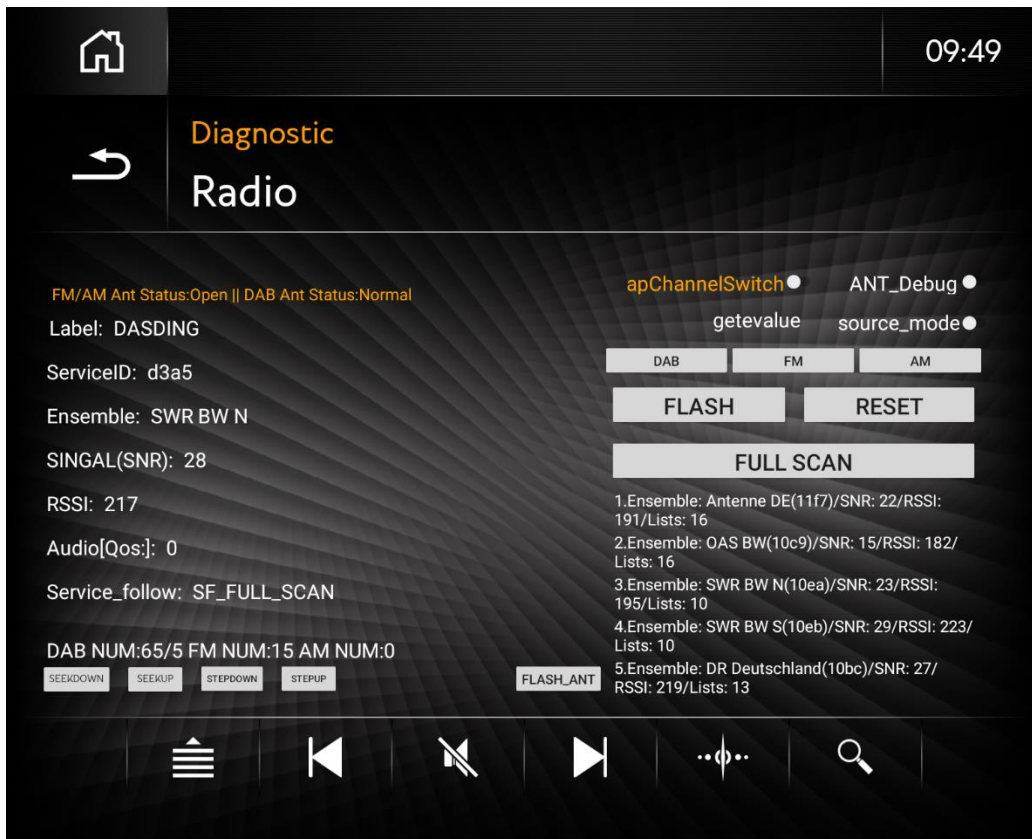 09:49
Diagnostic
Radio
FM/AM Ant Status:Open || DAB Ant Status:Normal
Label: DASDING
ServiceID: d3a5
Ensemble: SWR BW N
SINGAL(SNR): 28
RSSI: 217
Audio[Qos:]: 0
Service_follow: SF_FULL_SCAN
DAB NUM:65/5 FM NUM:15 AM NUM:0
SEEKDOWN SEEKUP STEPDOWN STEPUP
FLASH_ANT
apChannelSwitch ANT_Debug
getevalue source_mode
DAB FM AM
FLASH RESET
FULL SCAN
1.Ensemble: Antenne DE(11f7)/SNR: 22/RSSI:
191/Lists: 16
2.Ensemble: OAS BW(10c9)/SNR: 15/RSSI: 182/
Lists: 16
3.Ensemble: SWR BW N(10ea)/SNR: 23/RSSI:
195/Lists: 10
4.Ensemble: SWR BW S(10eb)/SNR: 29/RSSI: 223/
Lists: 10
5.Ensemble: DR Deutschland(10bc)/SNR: 27/
RSSI: 219/Lists: 13